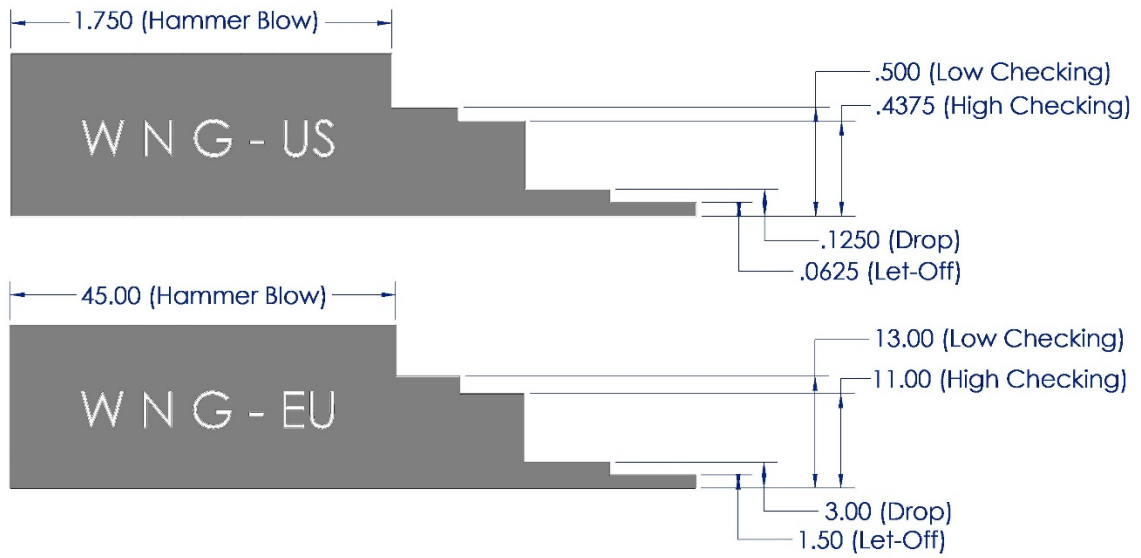 1.750 (Hammer Blow)
.500 (Low Checking)
.4375 (High Checking)
WNG-US
.1250 (Drop)
.0625 (Let-Off)
45.00 (Hammer Blow)
13.00 (Low Checking)
11.00 (High Checking)
WNG-EU
3.00 (Drop)
1.50 (Let-Off)